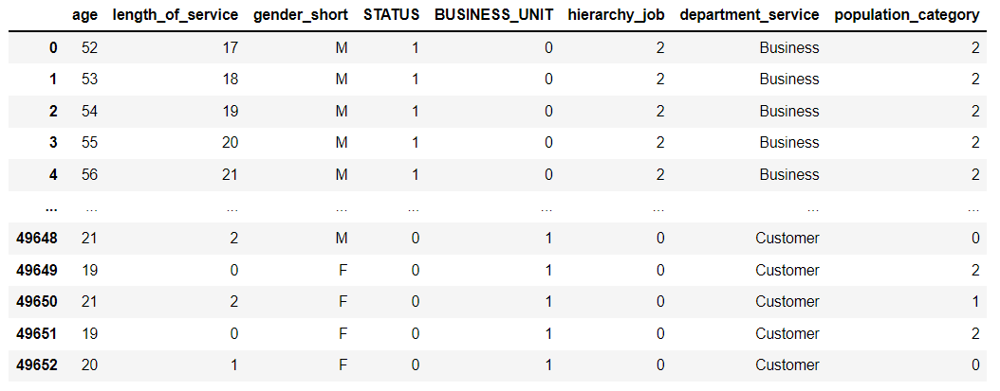 age length_of_service gender_short STATUS BUSINESS_UNIT hierarchy_job department_service population_category
0 52 17 M 1 0 2 Business 2
1 53 18 M 1 0 2 Business 2
2 54 19 M 1 0 2 Business 2
3 55 20 M 1 0 2 Business 2
4 56 21 M 1 0 2 Business 2
... ... ... ... ... ... ... ... ...
49648 21 2 M 0 1 0 Customer 0
49649 19 0 F 0 1 0 Customer 2
49650 21 2 F 0 1 0 Customer 1
49651 19 0 F 0 1 0 Customer 2
49652 20 1 F 0 1 0 Customer 0